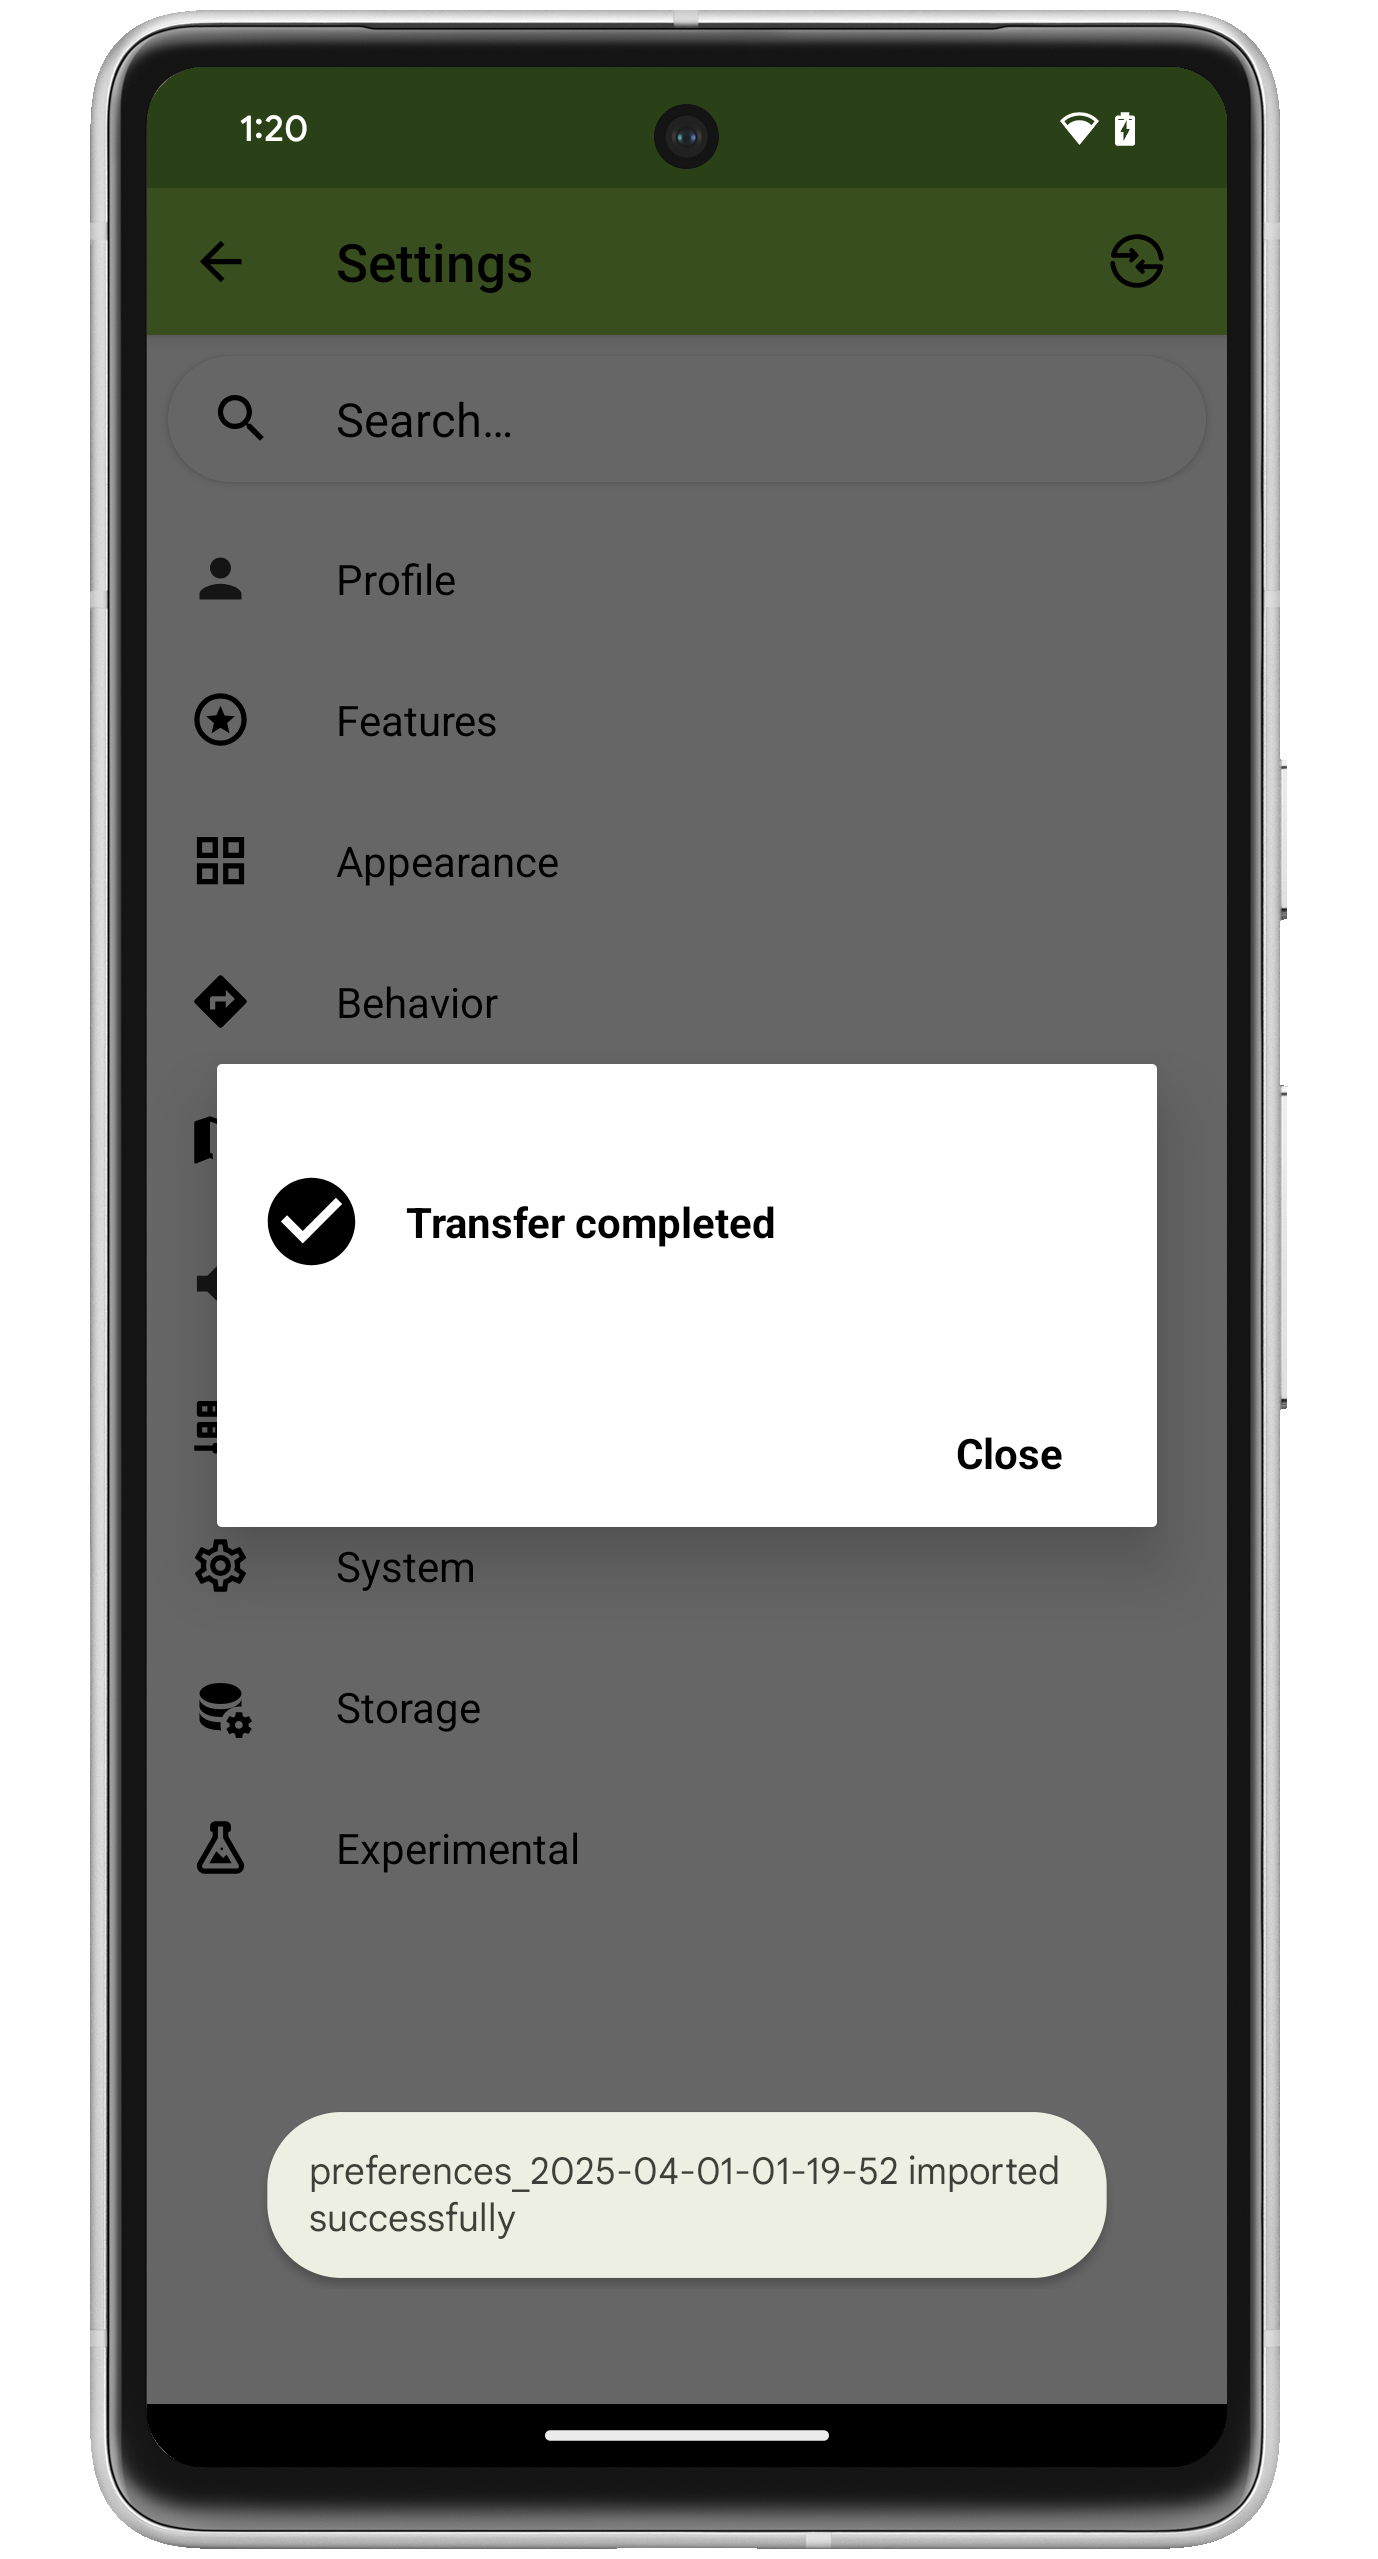 1:20
Settings
Search...
Profile
Features
Appearance
Behavior
Transfer completed
Close
System
Storage
Experimental
preferences_2025-04-01-01-19-52 imported
successfully